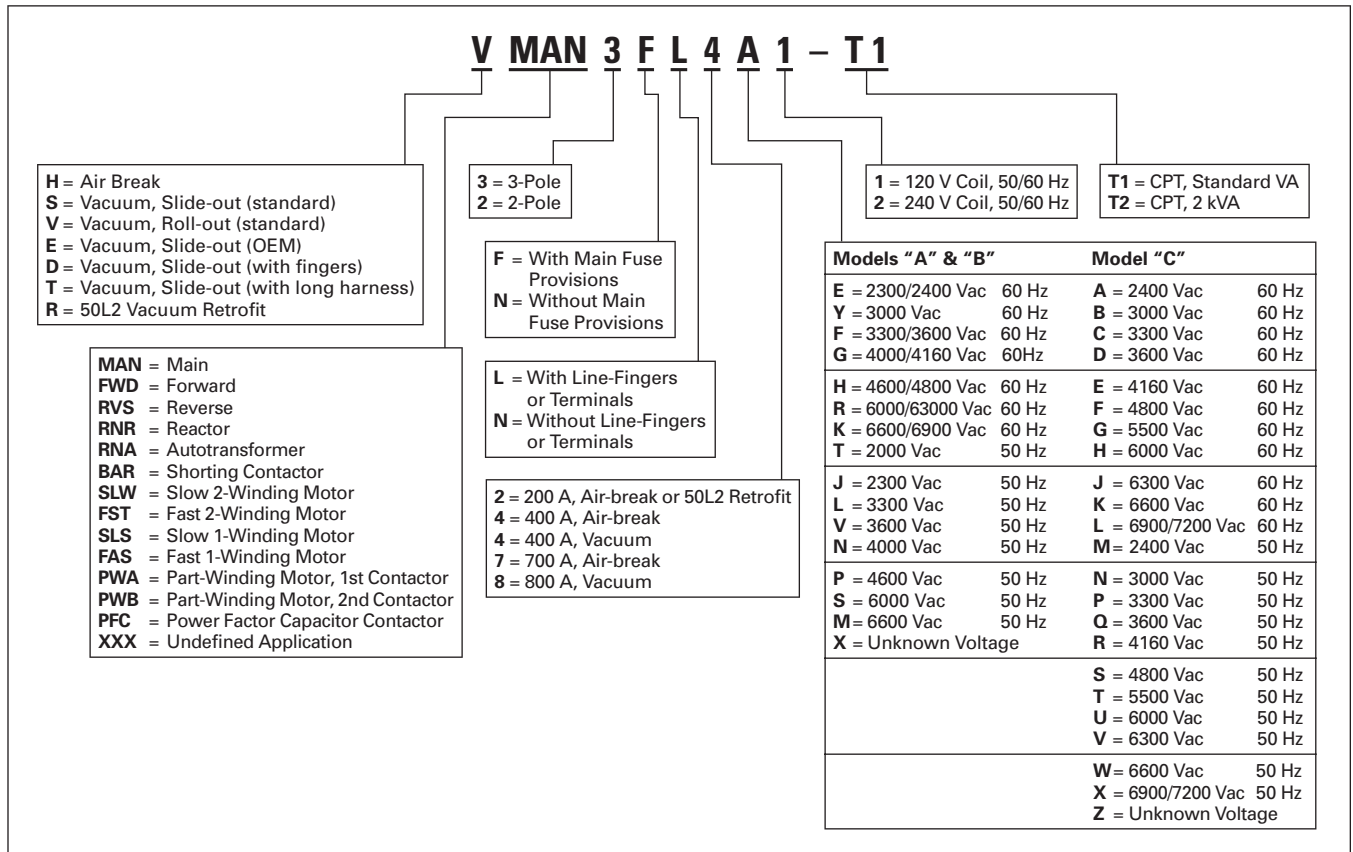 V MAN 3 F L 4 A 1 – T 1
H = Air Break
S = Vacuum, Slide-out (standard)
V = Vacuum, Roll-out (standard)
E = Vacuum, Slide-out (OEM)
D = Vacuum, Slide-out (with fingers)
T = Vacuum, Slide-out (with long harness)
R = 50L2 Vacuum Retrofit
MAN = Main
FWD = Forward
RVS = Reverse
RNR = Reactor
RNA = Autotransformer
BAR = Shorting Contactor
SLW = Slow 2-Winding Motor
FST = Fast 2-Winding Motor
SLS = Slow 1-Winding Motor
FAS = Fast 1-Winding Motor
PWA = Part-Winding Motor, 1st Contactor
PWB = Part-Winding Motor, 2nd Contactor
PFC = Power Factor Capacitor Contactor
XXX = Undefined Application
3 = 3-Pole
2 = 2-Pole
F = With Main Fuse
Provisions
N = Without Main
Fuse Provisions
L = With Line-Fingers
or Terminals
N = Without Line-Fingers
or Terminals
2 = 200 A, Air-break or 50L2 Retrofit
4 = 400 A, Air-break
4 = 400 A, Vacuum
7 = 700 A, Air-break
8 = 800 A, Vacuum
1 = 120 V Coil, 50/60 Hz
2 = 240 V Coil, 50/60 Hz
T1 = CPT, Standard VA
T2 = CPT, 2 kVA
Models “A” & “B” Model “C”
E = 2300/2400 Vac 60 Hz A = 2400 Vac 60 Hz
Y = 3000 Vac 60 Hz B = 3000 Vac 60 Hz
F = 3300/3600 Vac 60 Hz C = 3300 Vac 60 Hz
G = 4000/4160 Vac 60Hz D = 3600 Vac 60 Hz
H = 4600/4800 Vac 60 Hz E = 4160 Vac 60 Hz
R = 6000/63000 Vac 60 Hz F = 4800 Vac 60 Hz
K = 6600/6900 Vac 60 Hz G = 5500 Vac 60 Hz
T = 2000 Vac 50 Hz H = 6000 Vac 60 Hz
J = 2300 Vac 50 Hz J = 6300 Vac 60 Hz
L = 3300 Vac 50 Hz K = 6600 Vac 60 Hz
V = 3600 Vac 50 Hz L = 6900/7200 Vac 60 Hz
N = 4000 Vac 50 Hz M = 2400 Vac 50 Hz
P = 4600 Vac 50 Hz N = 3000 Vac 50 Hz
S = 6000 Vac 50 Hz P = 3300 Vac 50 Hz
M = 6600 Vac 50 Hz Q = 3600 Vac 50 Hz
X = Unknown Voltage R = 4160 Vac 50 Hz
S = 4800 Vac 50 Hz
T = 5500 Vac 50 Hz
U = 6000 Vac 50 Hz
V = 6300 Vac 50 Hz
W = 6600 Vac 50 Hz
X = 6900/7200 Vac 50 Hz
Z = Unknown Voltage